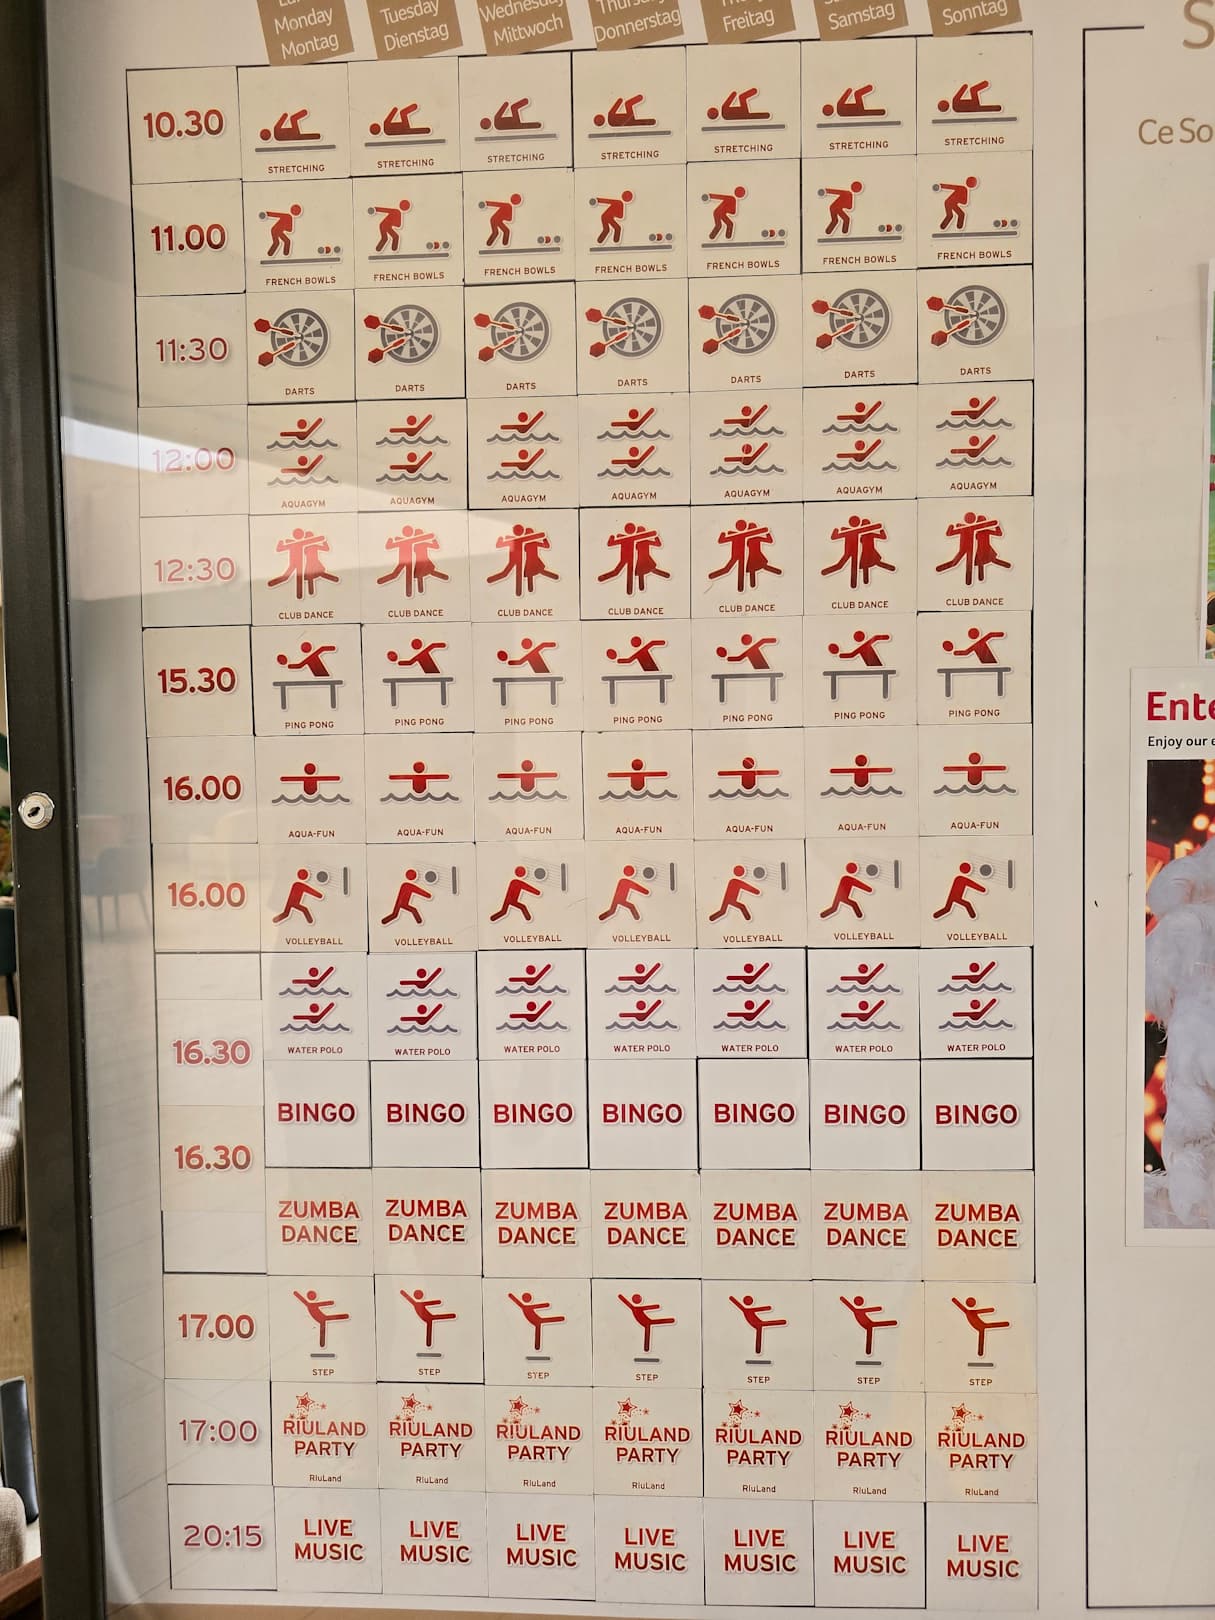 Monday Tuesday Wednesday Thursday Freitag Samstag Sonntag
Montag Dienstag Mittwoch Donnerstag
10.30 STRETCHING STRETCHING STRETCHING STRETCHING STRETCHING STRETCHING STRETCHING
11.00 FRENCH BOWLS FRENCH BOWLS FRENCH BOWLS FRENCH BOWLS FRENCH BOWLS FRENCH BOWLS FRENCH BOWLS
11:30 DARTS DARTS DARTS DARTS DARTS DARTS DARTS
12:00 AQUAGYM AQUAGYM AQUAGYM AQUAGYM AQUAGYM AQUAGYM AQUAGYM
12:30 CLUB DANCE CLUB DANCE CLUB DANCE CLUB DANCE CLUB DANCE CLUB DANCE CLUB DANCE
15.30 PING PONG PING PONG PING PONG PING PONG PING PONG PING PONG PING PONG
16.00 AQUA-FUN AQUA-FUN AQUA-FUN AQUA-FUN AQUA-FUN AQUA-FUN AQUA-FUN
16.00 VOLLEYBALL VOLLEYBALL VOLLEYBALL VOLLEYBALL VOLLEYBALL VOLLEYBALL VOLLEYBALL
16.30 WATER POLO WATER POLO WATER POLO WATER POLO WATER POLO WATER POLO WATER POLO
BINGO BINGO BINGO BINGO BINGO BINGO BINGO
16.30
ZUMBA ZUMBA ZUMBA ZUMBA ZUMBA ZUMBA ZUMBA
DANCE DANCE DANCE DANCE DANCE DANCE DANCE
17.00 STEP STEP STEP STEP STEP STEP STEP
17:00 RIULAND RIULAND RIULAND RIULAND RIULAND RIULAND RIULAND
PARTY PARTY PARTY PARTY PARTY PARTY PARTY
RiuLand RiuLand RiuLand RiuLand RiuLand RiuLand RiuLand
20:15 LIVE LIVE LIVE LIVE LIVE LIVE LIVE
MUSIC MUSIC MUSIC MUSIC MUSIC MUSIC MUSIC
Ce So
Enjoy our